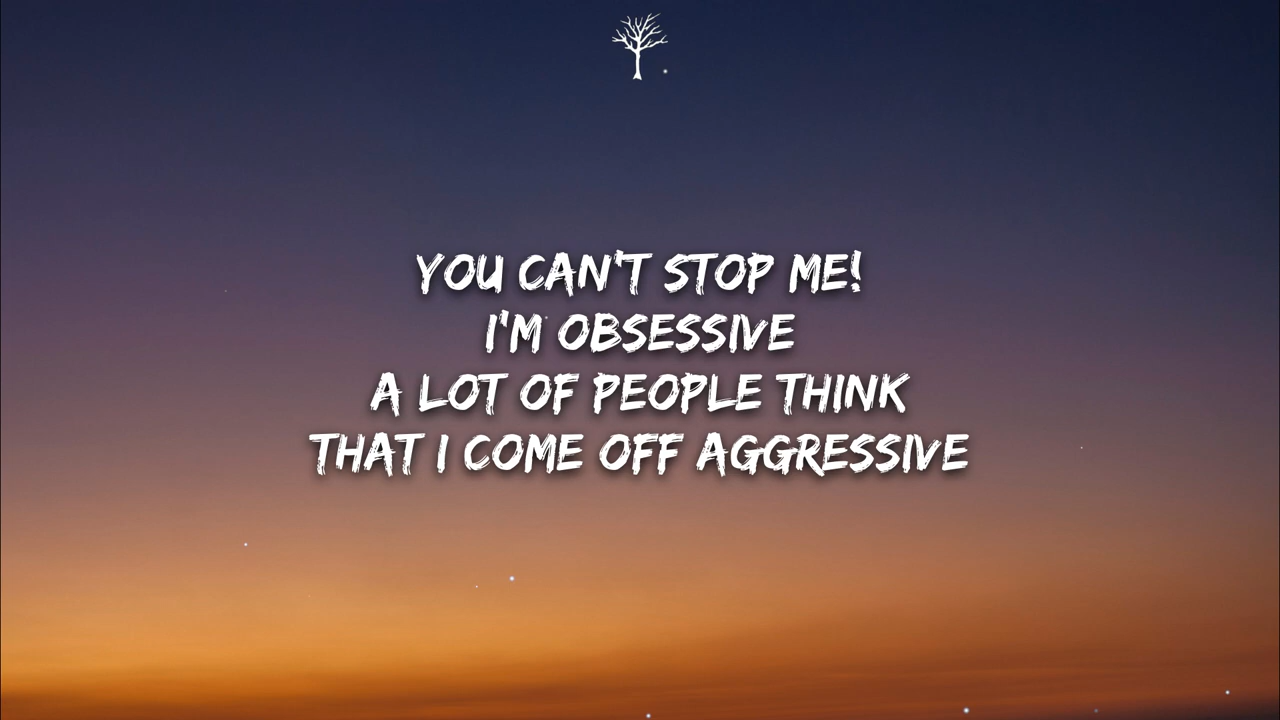 YOU CAN'T STOP ME!
I'M OBSESSIVE
A LOT OF PEOPLE THINK
THAT I COME OFF AGGRESSIVE